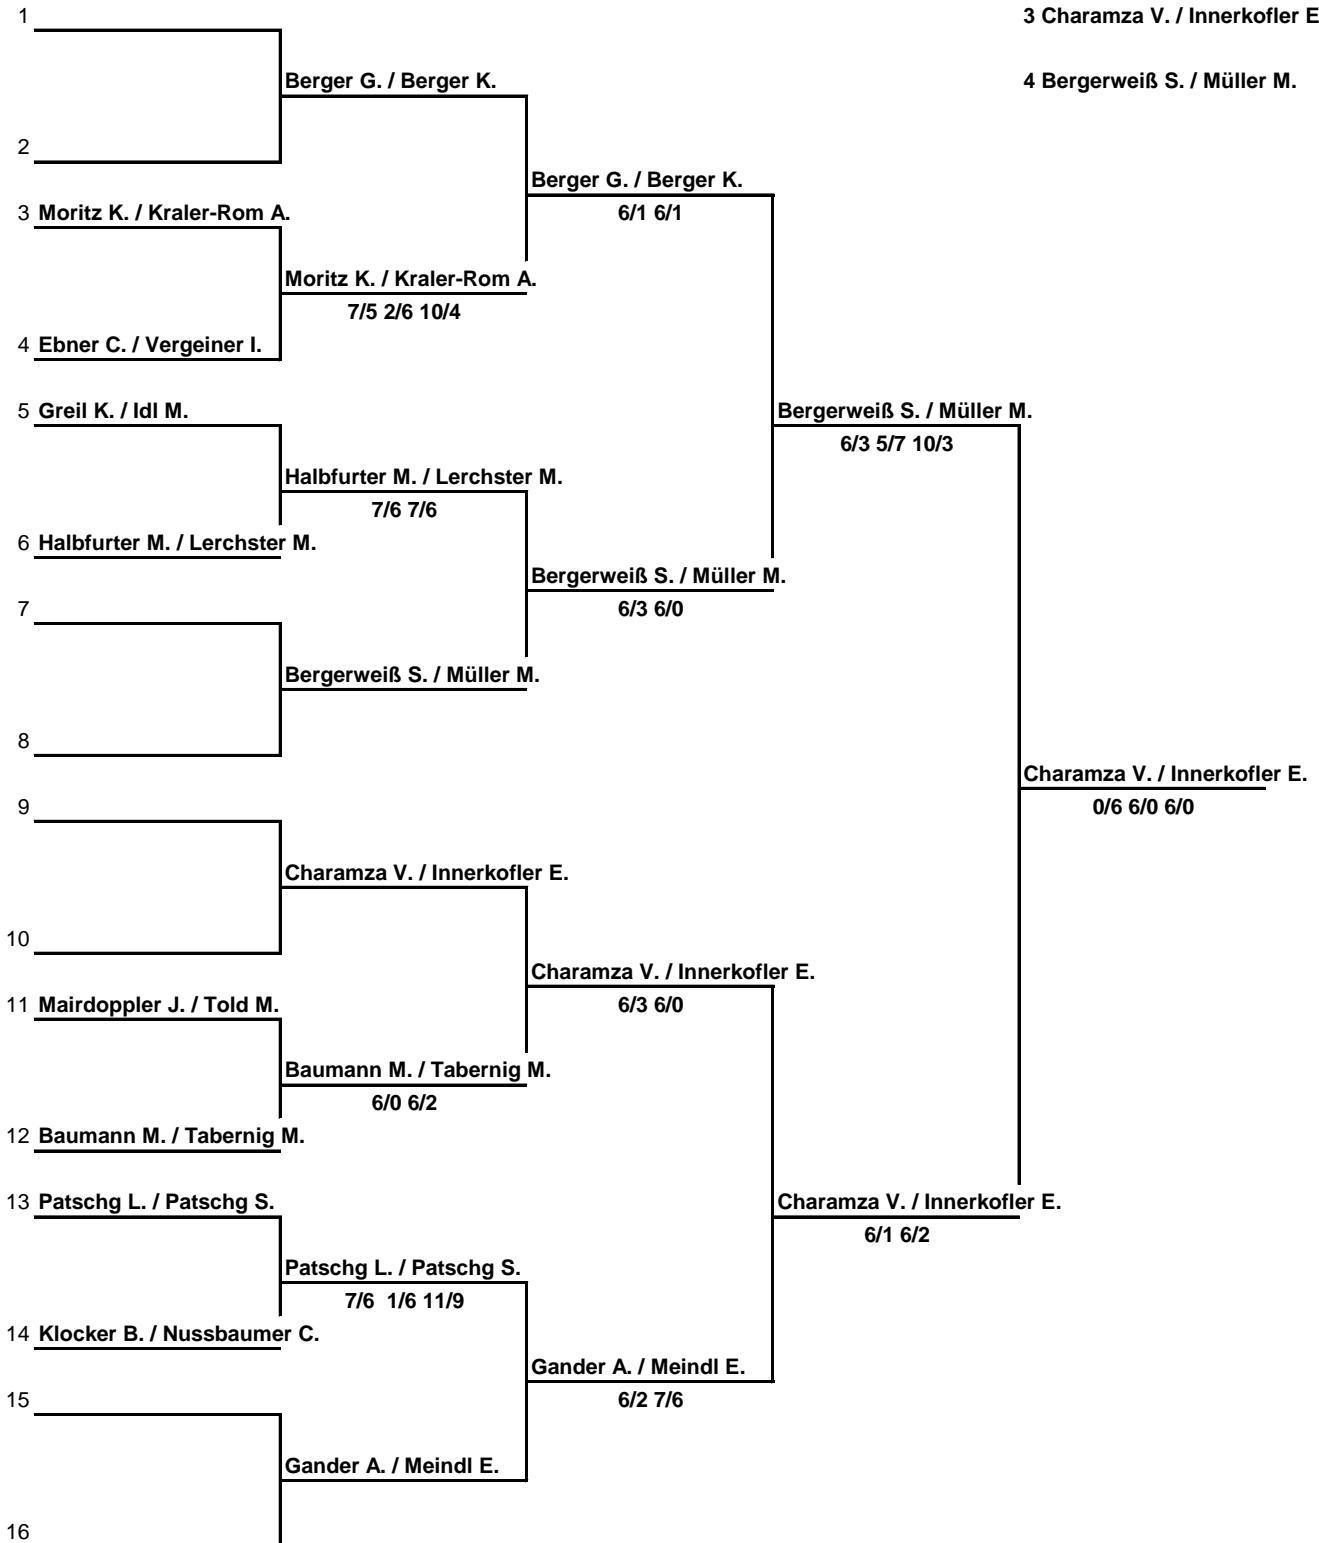 1
3 Charamza V. / Innerkofler E
Berger G. / Berger K.
4 Bergerweiß S. / Müller M.
2
Berger G. / Berger K.
3 Moritz K. / Kraler-Rom A.
6/1 6/1
Moritz K. / Kraler-Rom A.
7/5 2/6 10/4
4 Ebner C. / Vergeiner I.
5 Greil K. / Idl M.
Bergerweiß S. / Müller M.
6/3 5/7 10/3
Halbfurter M. / Lerchster M.
7/6 7/6
6 Halbfurter M. / Lerchster M.
Bergerweiß S. / Müller M.
7
6/3 6/0
Bergerweiß S. / Müller M.
8
Charamza V. / Innerkofler E.
9
0/6 6/0 6/0
Charamza V. / Innerkofler E.
10
Charamza V. / Innerkofler E.
11 Mairdoppler J. / Told M.
6/3 6/0
Baumann M. / Tabernig M.
6/0 6/2
12 Baumann M. / Tabernig M.
13 Patschg L. / Patschg S.
Charamza V. / Innerkofler E.
6/1 6/2
Patschg L. / Patschg S.
7/6  1/6 11/9
14 Klocker B. / Nussbaumer C.
Gander A. / Meindl E.
15
6/2 7/6
Gander A. / Meindl E.
16